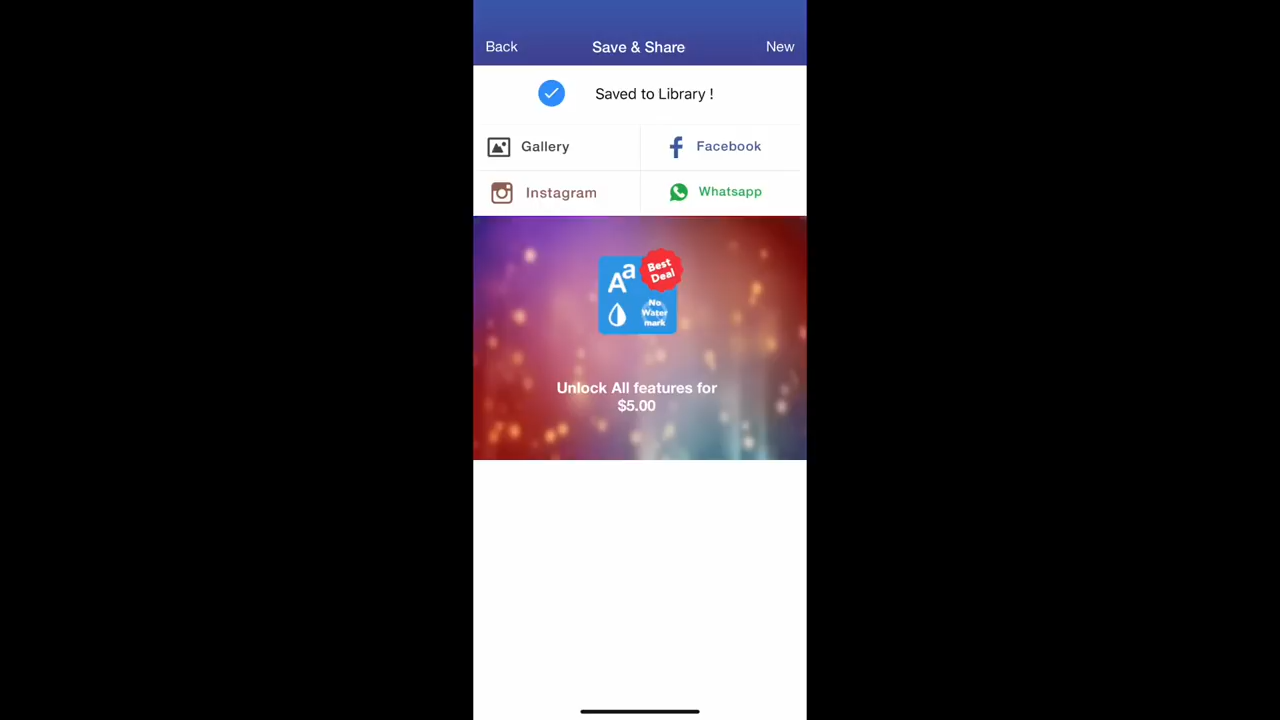 Back Save & Share New
Saved to Library !
Gallery Facebook
Instagram Whatsapp
Aa Best Deal
No Water mark
Unlock All features for
$5.00